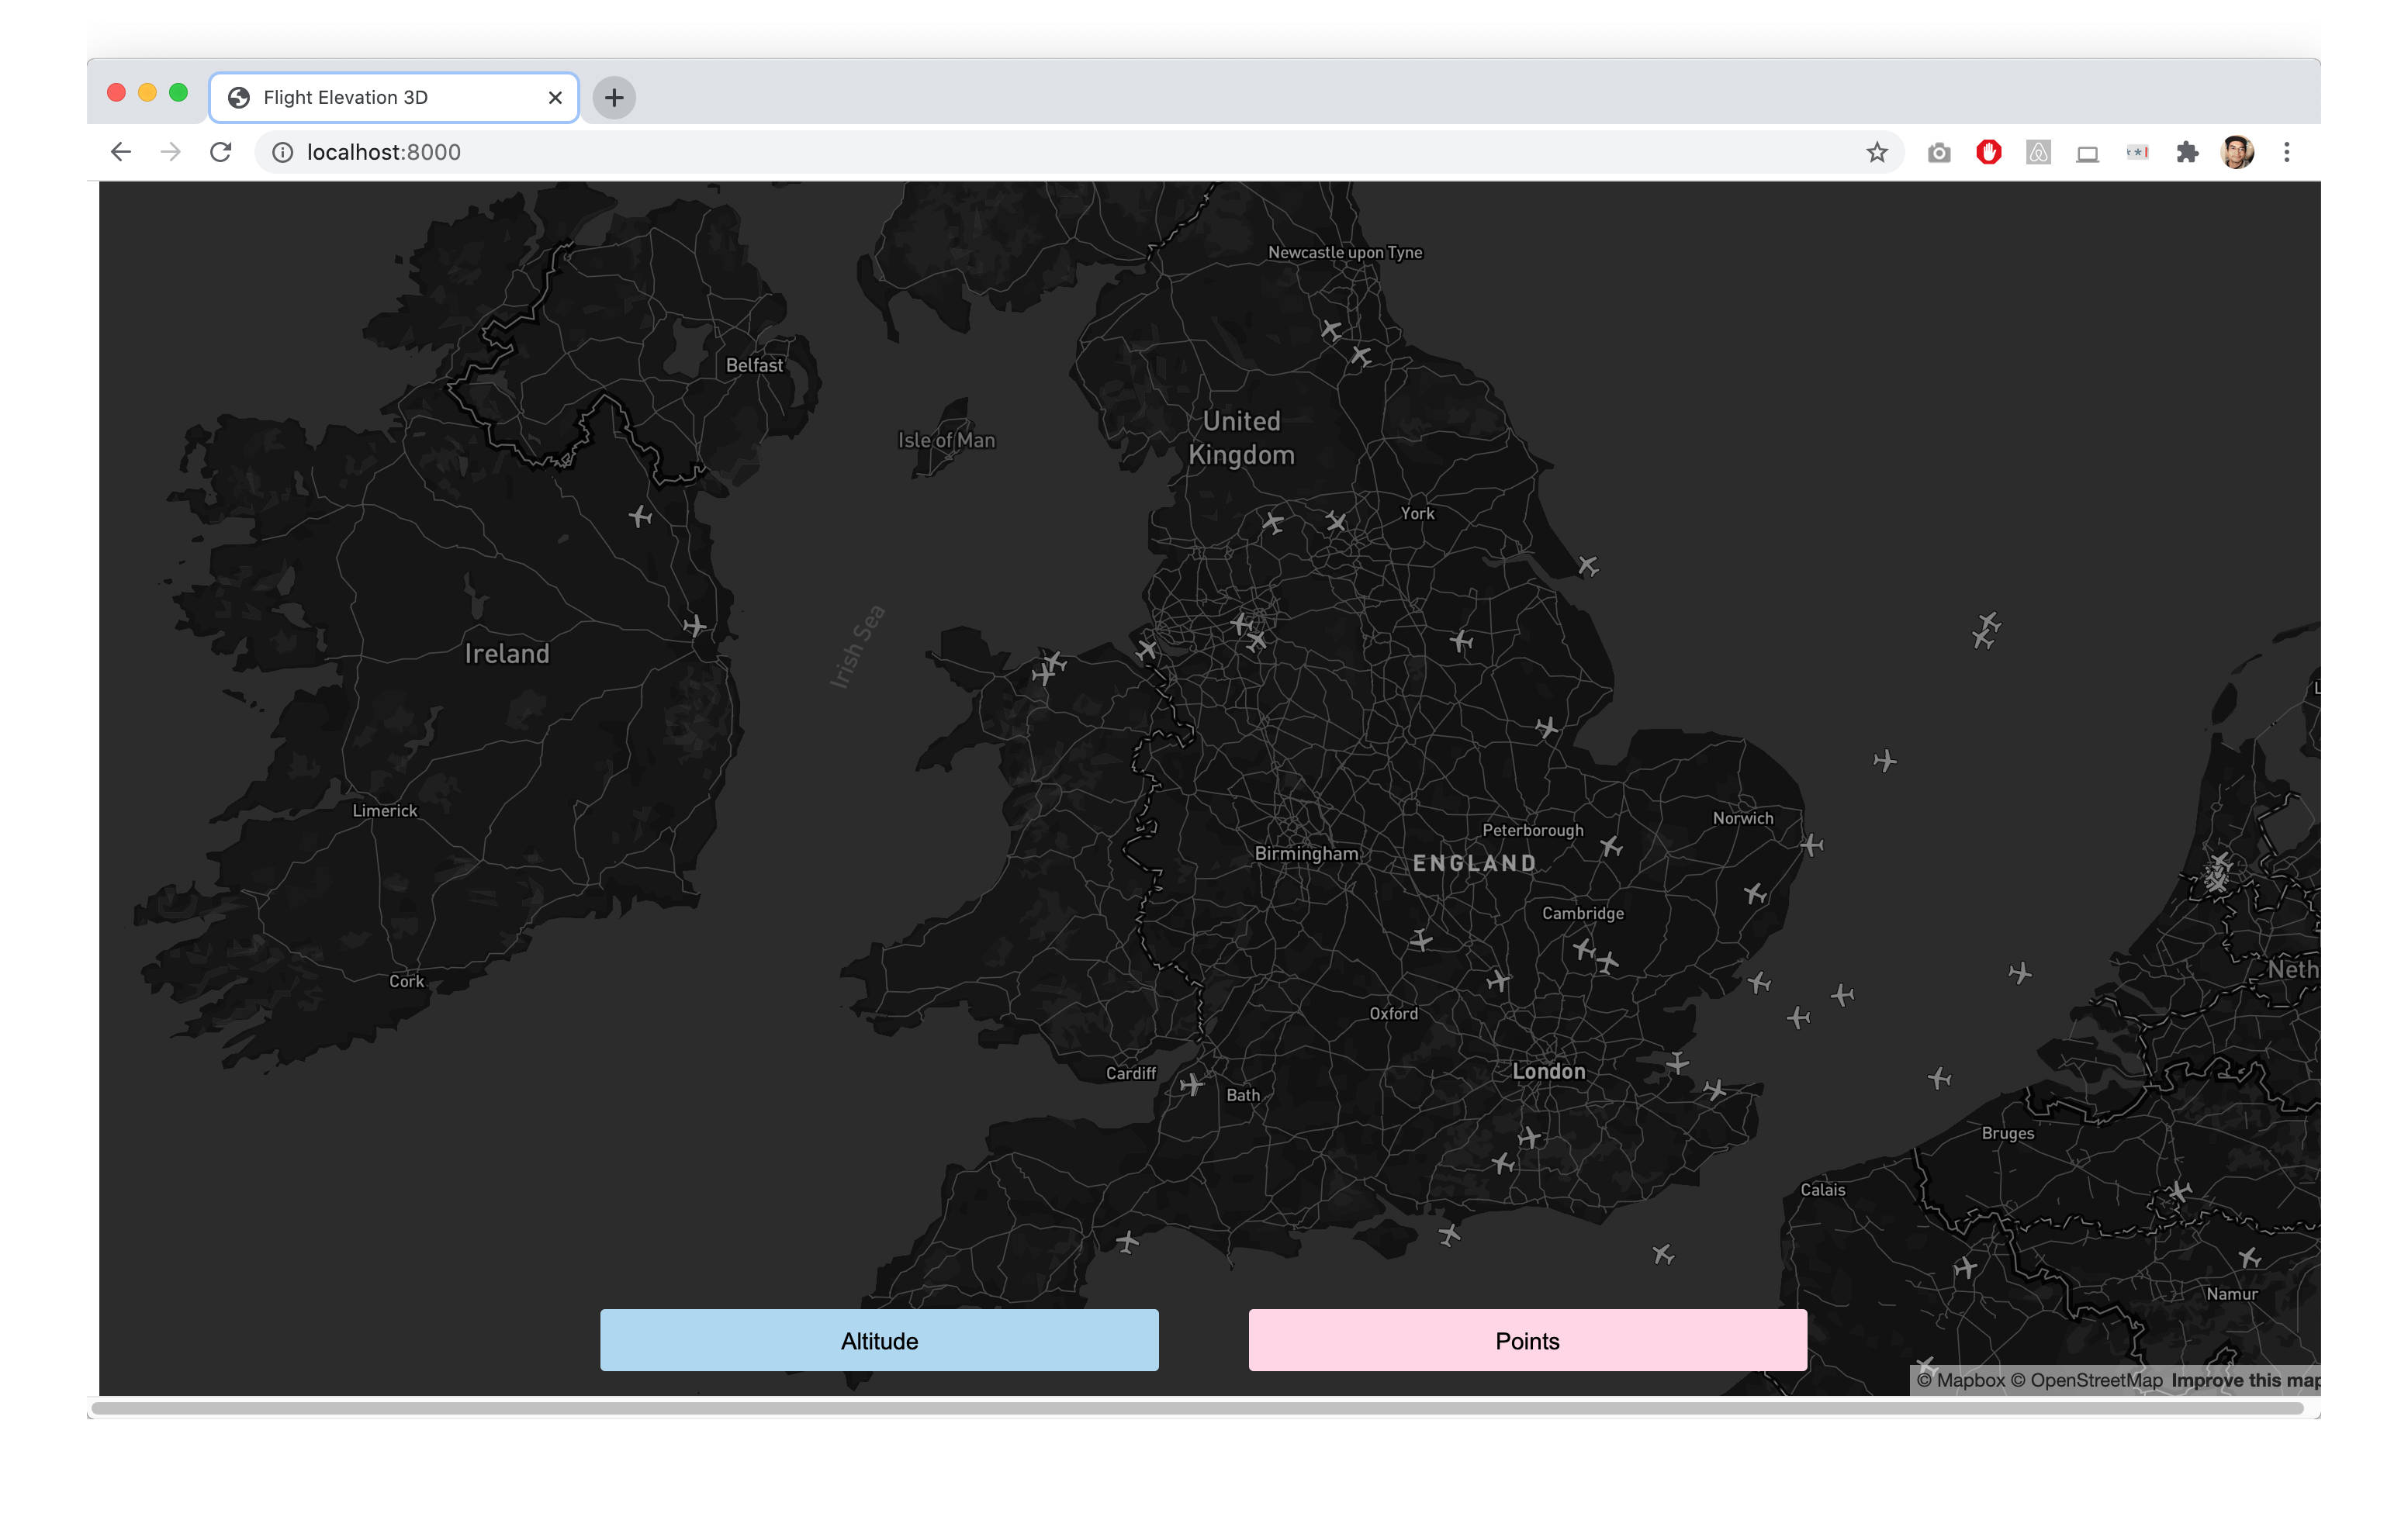 Flight Elevation 3D
localhost:8000
Newcastle upon Tyne
Belfast
United
Kingdom
Isle of Man
York
Irish Sea
Ireland
Limerick
Norwich
Peterborough
Birmingham
ENGLAND
Cambridge
Neth
Cork
Oxford
London
Cardiff
Bath
Bruges
Calais
Namur
Altitude
Points
© Mapbox © OpenStreetMap Improve this map